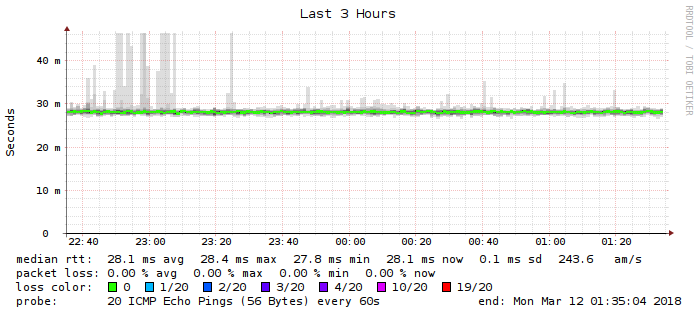 Last 3 Hours
RRDTOOL / TOBI OETIKER
Seconds
40 m
30 m
20 m
10 m
0
22:40 23:00 23:20 23:40 00:00 00:20 00:40 01:00 01:20
median rtt: 28.1 ms avg 28.4 ms max 27.8 ms min 28.1 ms now 0.1 ms sd 243.6 am/s
packet loss: 0.00 % avg 0.00 % max 0.00 % min 0.00 % now
loss color: 0 1/20 2/20 3/20 4/20 10/20 19/20
probe: 20 ICMP Echo Pings (56 Bytes) every 60s end: Mon Mar 12 01:35:04 2018